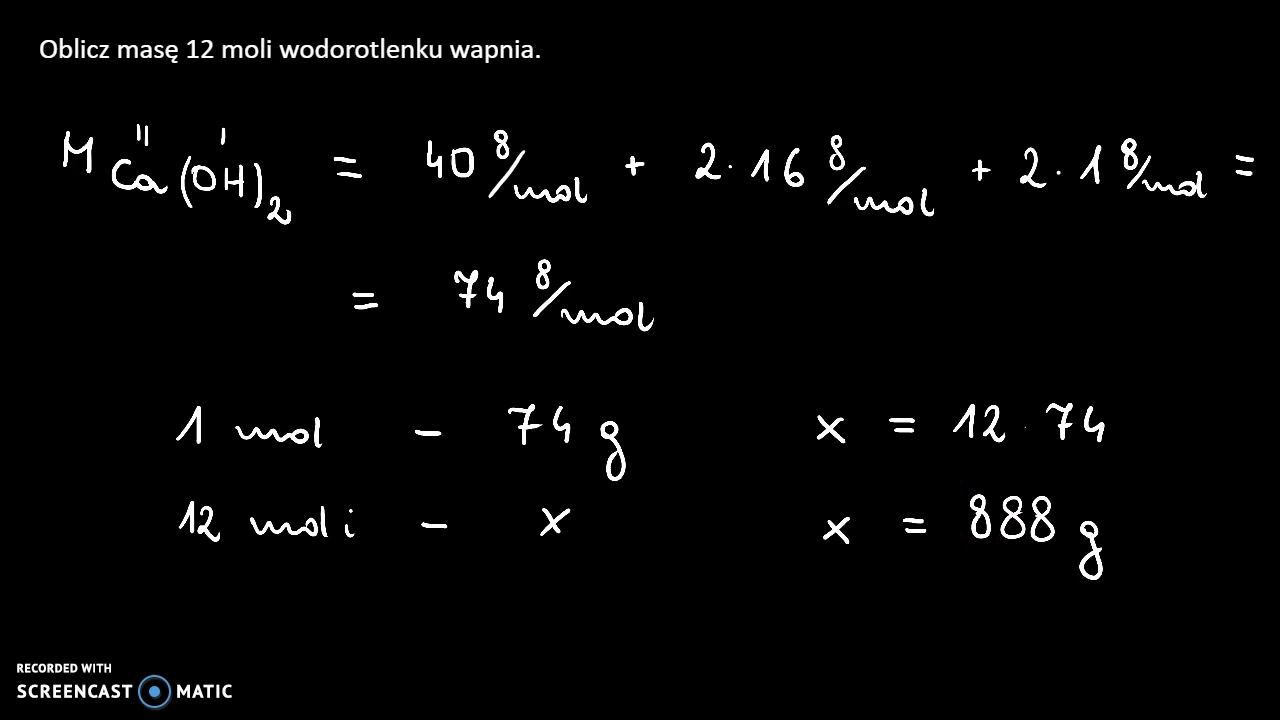 Oblicz masę 12 moli wodorotlenku wapnia.
II I
M Ca(OH)₂ = 40 g/mol + 2 · 16 g/mol + 2 · 1 g/mol =
= 74 g/mol
1 mol – 74 g x = 12 · 74
12 moli – x x = 888 g
RECORDED WITH
SCREENCAST MATIC